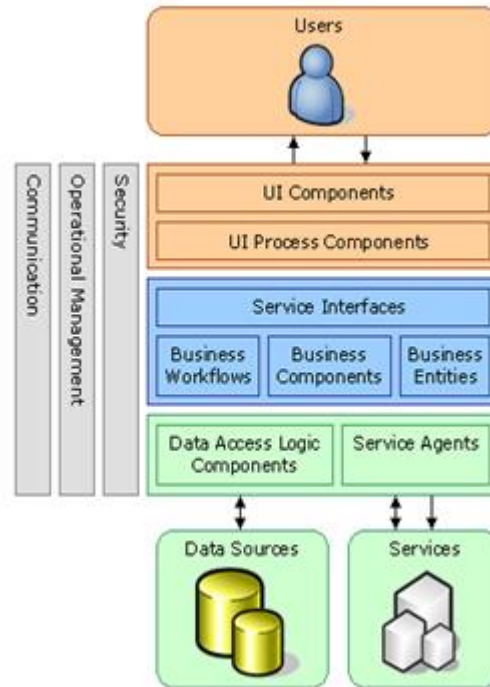 Users
Communication
Operational Management
Security
UI Components
UI Process Components
Service Interfaces
Business
Workflows
Business
Components
Business
Entities
Data Access Logic
Components
Service Agents
Data Sources
Services